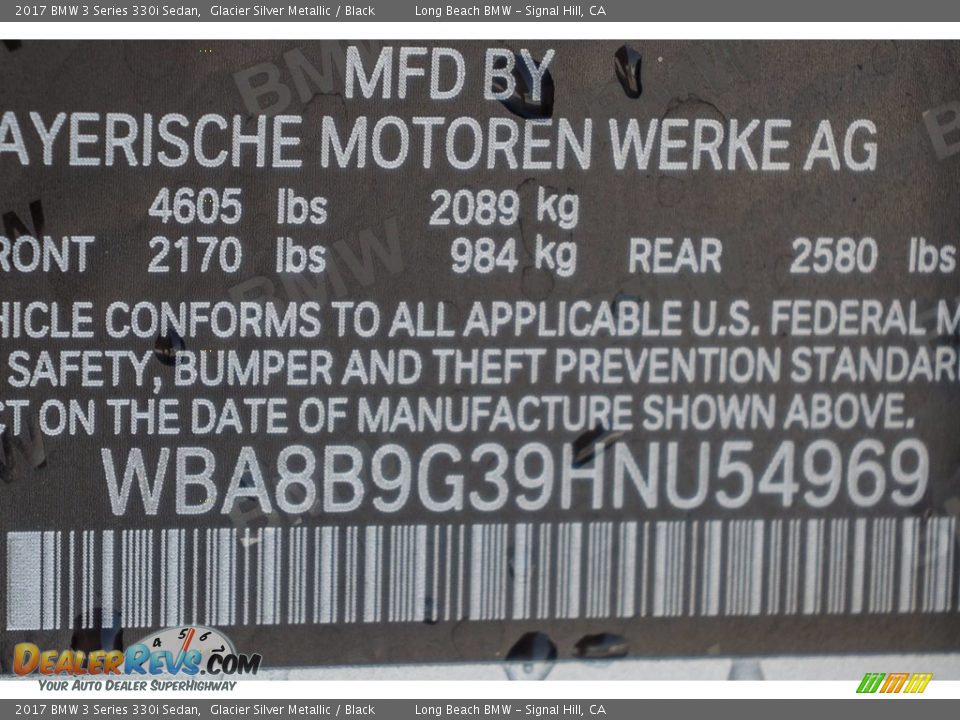 2017 BMW 3 Series 330i Sedan, Glacier Silver Metallic / Black Long Beach BMW - Signal Hill, CA
MFD BY
AYERISCHE MOTOREN WERKE AG
4605 lbs 2089 kg
RONT 2170 lbs 984 kg REAR 2580 lbs
HICLE CONFORMS TO ALL APPLICABLE U.S. FEDERAL M
SAFETY, BUMPER AND THEFT PREVENTION STANDAR
CT ON THE DATE OF MANUFACTURE SHOWN ABOVE.
WBA8B9G39HNU54969
4 5 6
DEALERREVS.COM
YOUR AUTO DEALER SUPERHIGHWAY
2017 BMW 3 Series 330i Sedan, Glacier Silver Metallic / Black Long Beach BMW - Signal Hill, CA